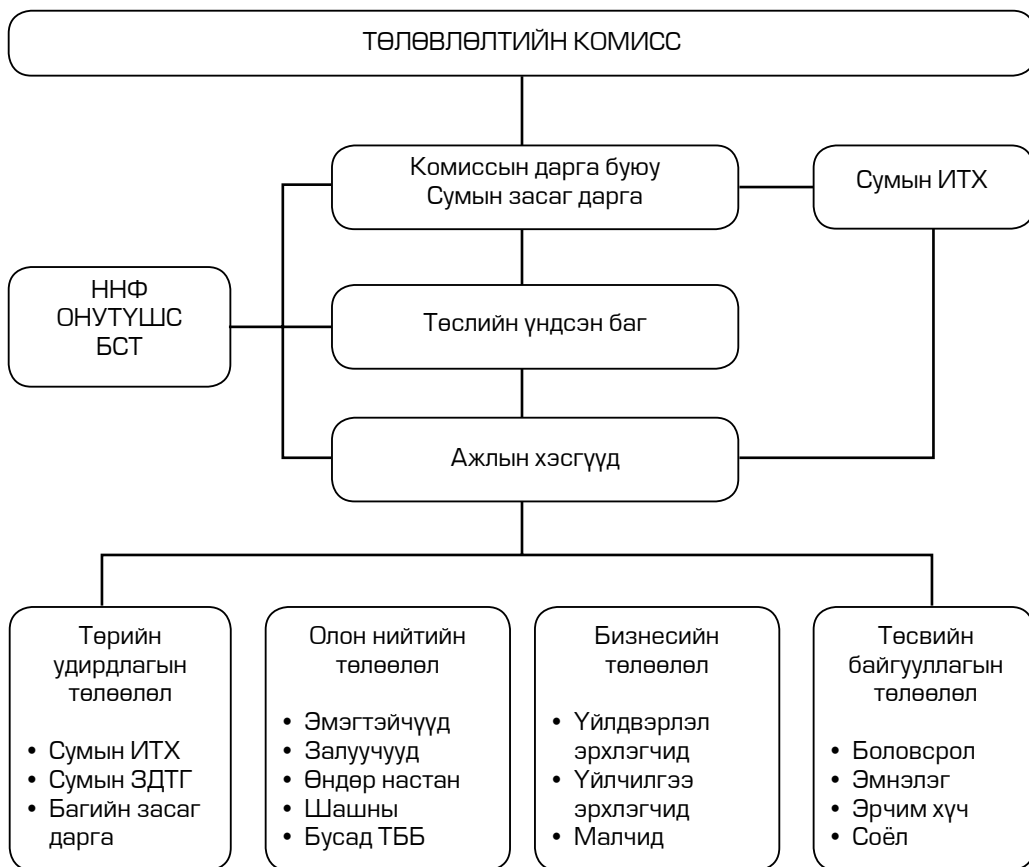 ТӨЛӨВЛӨЛТИЙН КОМИСС
Комиссын дарга буюу
Сумын засаг дарга
Сумын ИТХ
ННФ
ОНУТҮШС
БСТ
Төслийн үндсэн баг
Ажлын хэсгүүд
Төрийн
удирдлагын
төлөөлөл
• Сумын ИТХ
• Сумын ЗДТГ
• Багийн засаг
дарга
Олон нийтийн
төлөөлөл
• Эмэгтэйчүүд
• Залуучууд
• Өндөр настан
• Шашны
• Бусад ТББ
Бизнесийн
төлөөлөл
• Үйлдвэрлэл
эрхлэгчид
• Үйлчилгээ
эрхлэгчид
• Малчид
Төсвийн
байгууллагын
төлөөлөл
• Боловсрол
• Эмнэлэг
• Эрчим хүч
• Соёл